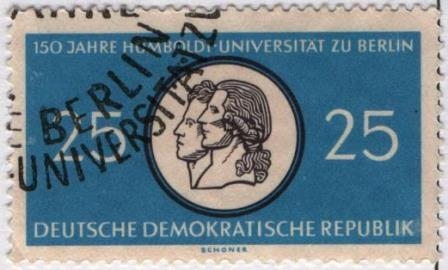 150 JAHRE HUMBOLDT-UNIVERSITÄT ZU BERLIN
BERLIN
UNIVERSITÄT
25 25
DEUTSCHE DEMOKRATISCHE REPUBLIK
SCHONER